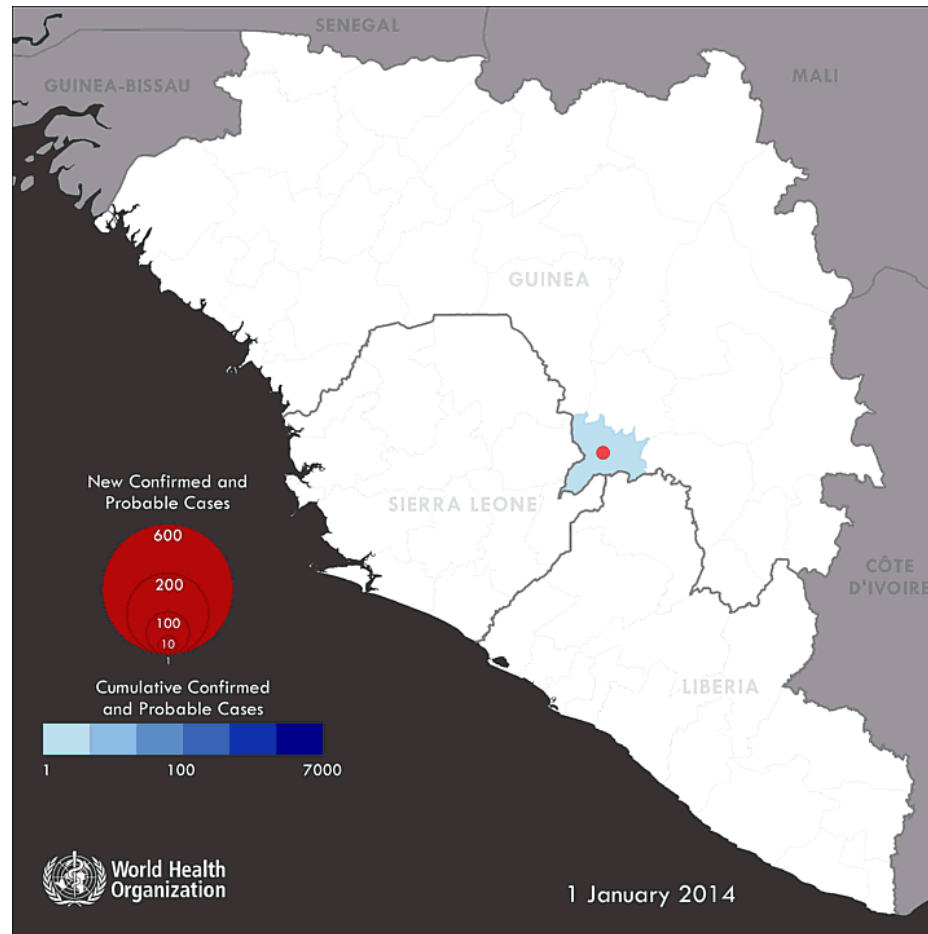 SENEGAL
GUINEA-BISSAU
MALI
GUINEA
SIERRA LEONE
CÔTE
D'IVOIRE
LIBERIA
New Confirmed and
Probable Cases
600
200
100
10
1
Cumulative Confirmed
and Probable Cases
1 100 7000
World Health
Organization
1 January 2014